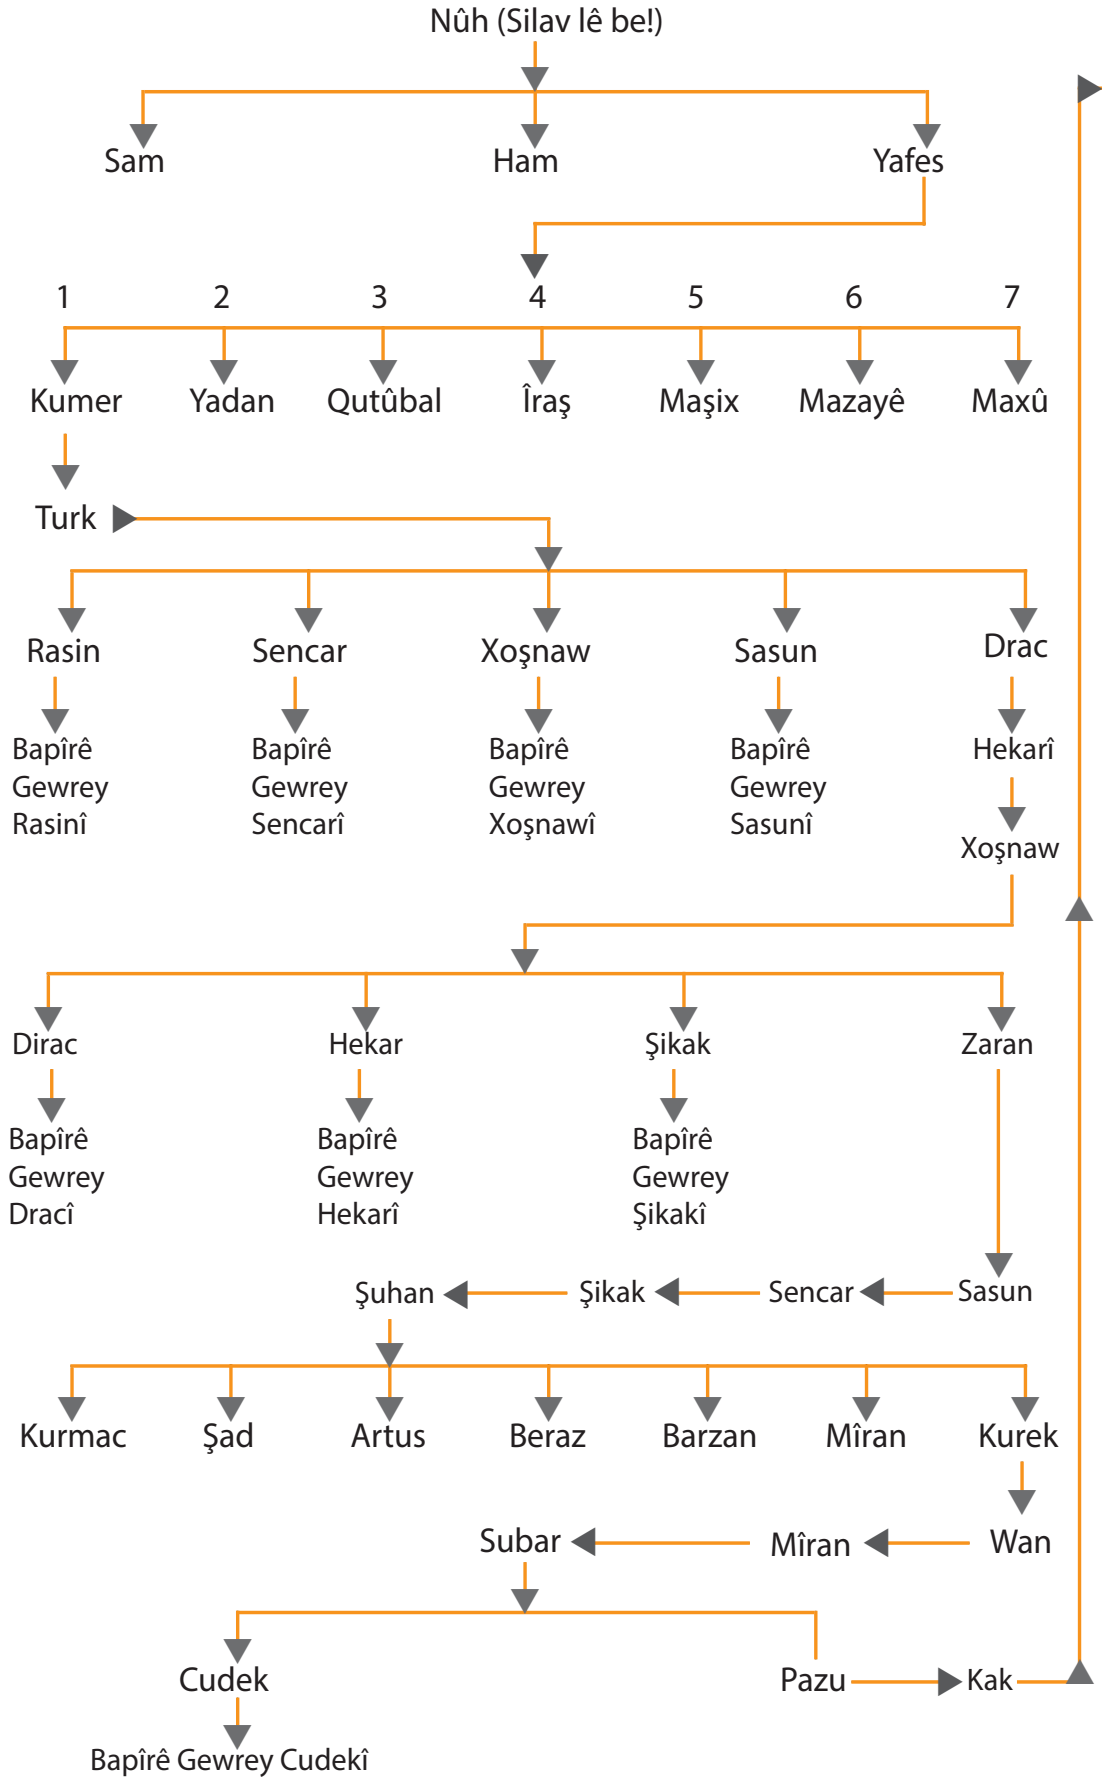 Nûh (Silav lê be!)
Sam Ham Yafes
1 2 3 4 5 6 7
Kumer Yadan Qutûbal Îraş Maşix Mazayê Maxû
Turk
Rasin Sencar Xoşnaw Sasun Drac
Bapîrê Gewrey Rasinî
Bapîrê Gewrey Sencarî
Bapîrê Gewrey Xoşnawî
Bapîrê Gewrey Sasunî
Hekarî
Xoşnaw
Dirac Hekar Şikak Zaran
Bapîrê Gewrey Dracî
Bapîrê Gewrey Hekarî
Bapîrê Gewrey Şikakî
Şuhan Şikak Sencar Sasun
Kurmac Şad Artus Beraz Barzan Mîran Kurek
Subar Mîran Wan
Cudek Pazu Kak
Bapîrê Gewrey Cudekî